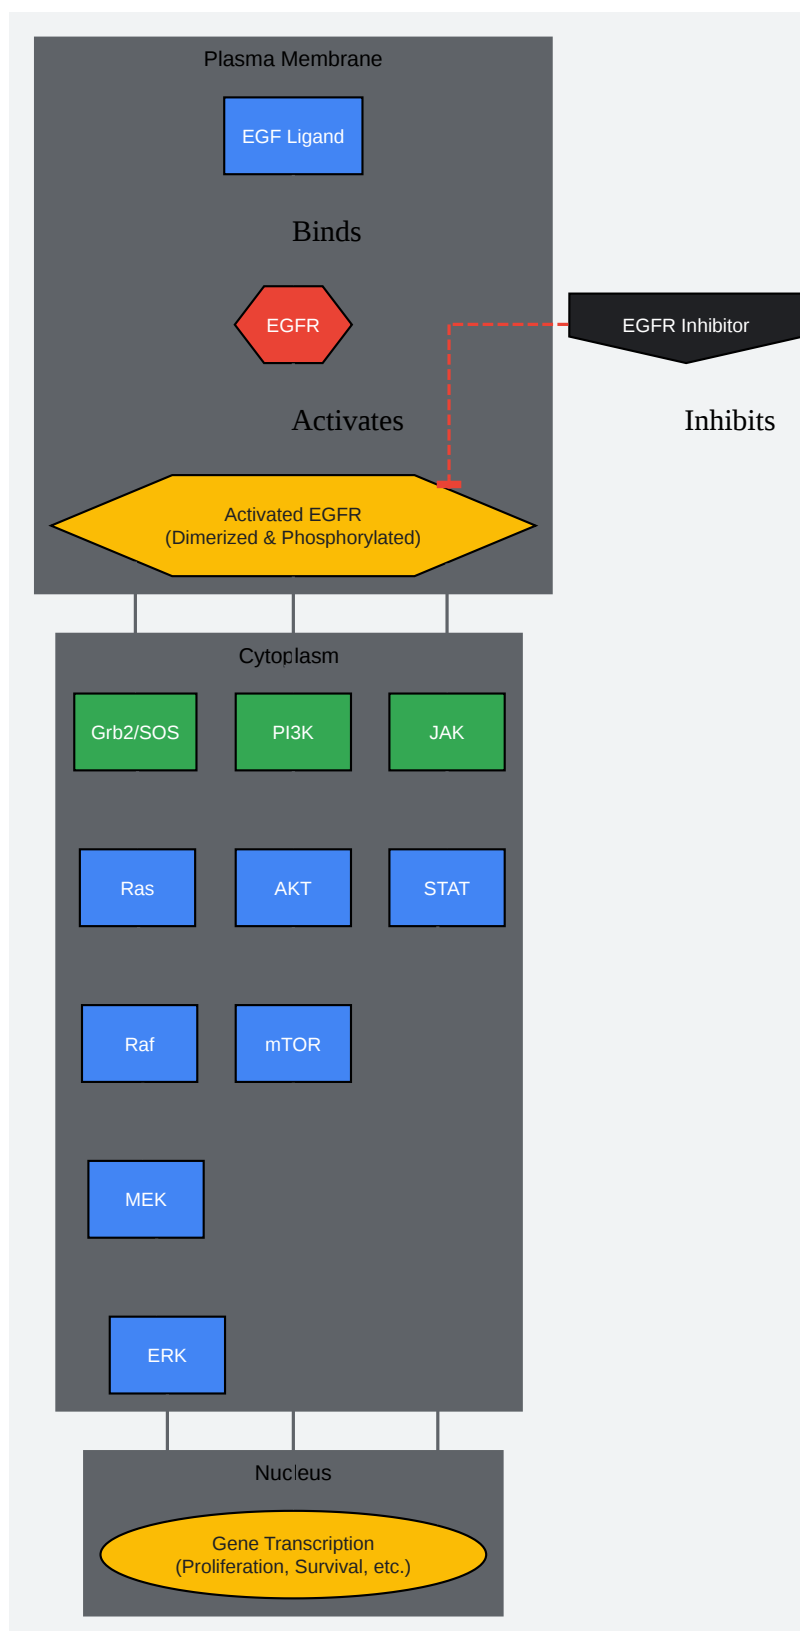 Plasma Membrane
EGF Ligand
Binds
EGFR
EGFR Inhibitor
Activates
Inhibits
Activated EGFR
(Dimerized & Phosphorylated)
Cytoplasm
Grb2/SOS
PI3K
JAK
Ras
AKT
STAT
Raf
mTOR
MEK
ERK
Nucleus
Gene Transcription
(Proliferation, Survival, etc.)